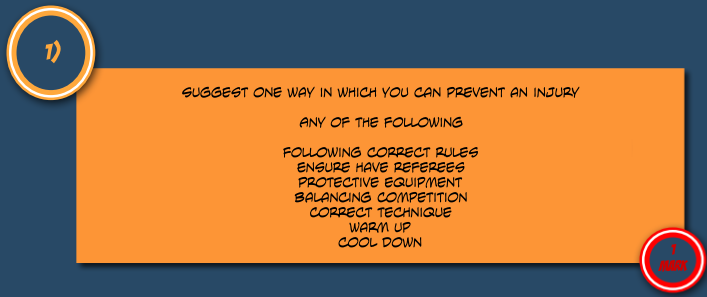 1)
SUGGEST ONE WAY IN WHICH YOU CAN PREVENT AN INJURY
ANY OF THE FOLLOWING
FOLLOWING CORRECT RULES
ENSURE HAVE REFEREES
PROTECTIVE EQUIPMENT
BALANCING COMPETITION
CORRECT TECHNIQUE
WARM UP
COOL DOWN
1